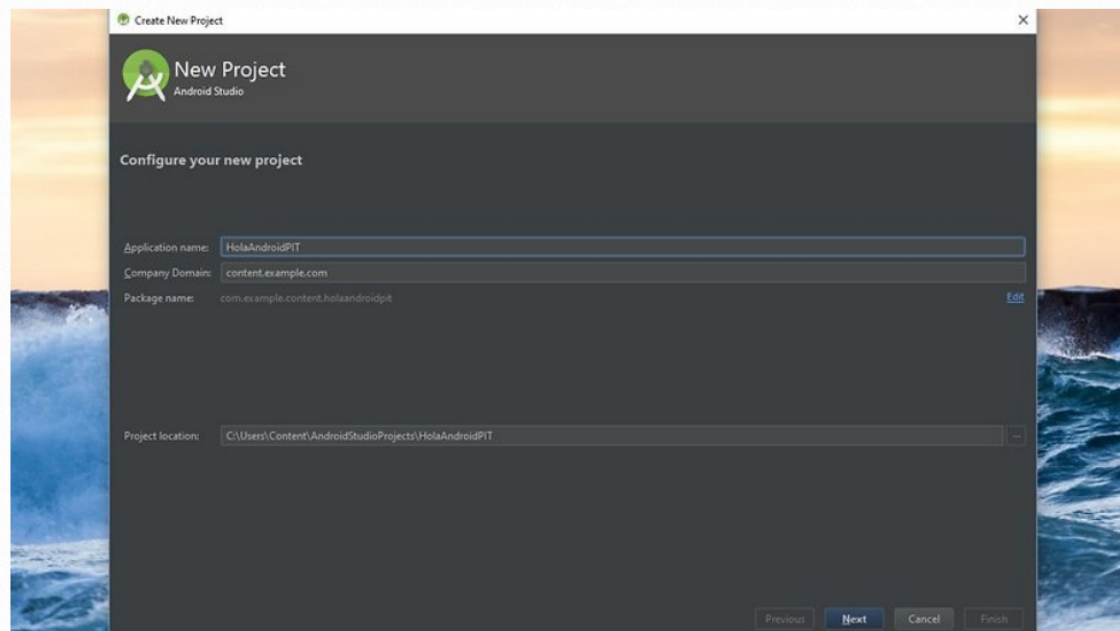 Create New Project
New Project
Android Studio
Configure your new project
Application name: HolaAndroidPIT
Company Domain: content.example.com
Package name: com.example.content.holaandroidpit Edit
Project location: C:\Users\Content\AndroidStudioProjects\HolaAndroidPIT ...
Previous Next Cancel Finish